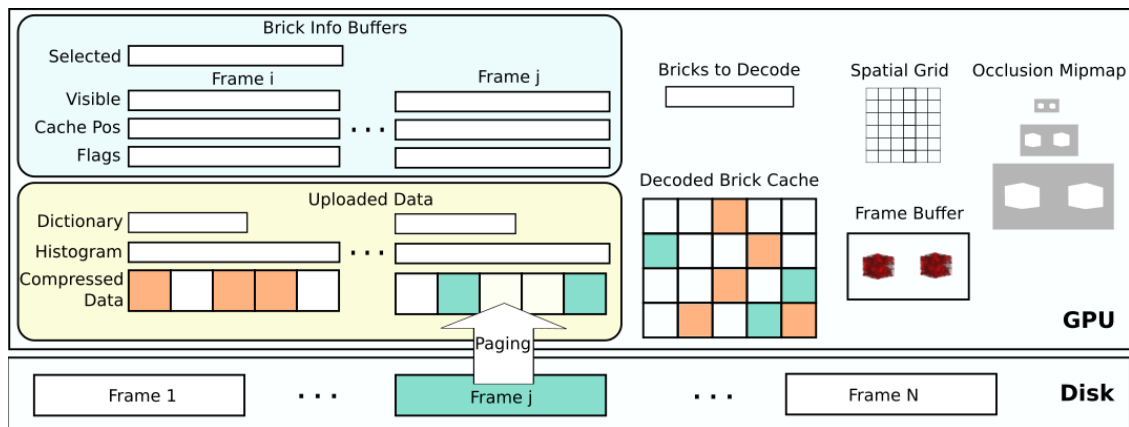 Brick Info Buffers
Selected
Frame i
Frame j
Visible
Cache Pos
. . .
Flags
Uploaded Data
Dictionary
Histogram
. . .
Compressed
Data
Paging
Bricks to Decode
Spatial Grid
Occlusion Mipmap
Decoded Brick Cache
Frame Buffer
GPU
Frame 1
. . .
Frame j
. . .
Frame N
Disk